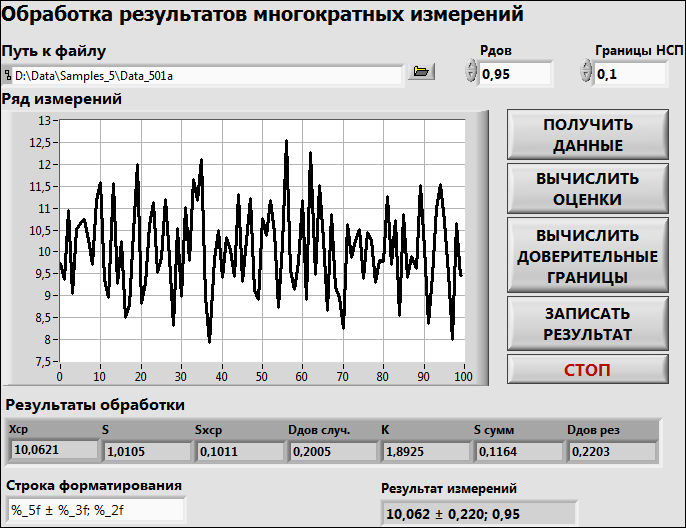 Обработка результатов многократных измерений
Путь к файлу
Pдов
Границы НСП
D:\Data\Samples_5\Data_501a
0,95
0,1
Ряд измерений
13
12,5
12
11,5
11
10,5
10
9,5
9
8,5
8
7,5
0 10 20 30 40 50 60 70 80 90 100
ПОЛУЧИТЬ
ДАННЫЕ
ВЫЧИСЛИТЬ
ОЦЕНКИ
ВЫЧИСЛИТЬ
ДОВЕРИТЕЛЬНЫЕ
ГРАНИЦЫ
ЗАПИСАТЬ
РЕЗУЛЬТАТ
СТОП
Результаты обработки
Xср S Sxср Dдов случ. K S сумм Dдов рез
10,0621 1,0105 0,1011 0,2005 1,8925 0,1164 0,2203
Строка форматирования
%_5f ± %_3f; %_2f
Результат измерений
10,062 ± 0,220; 0,95